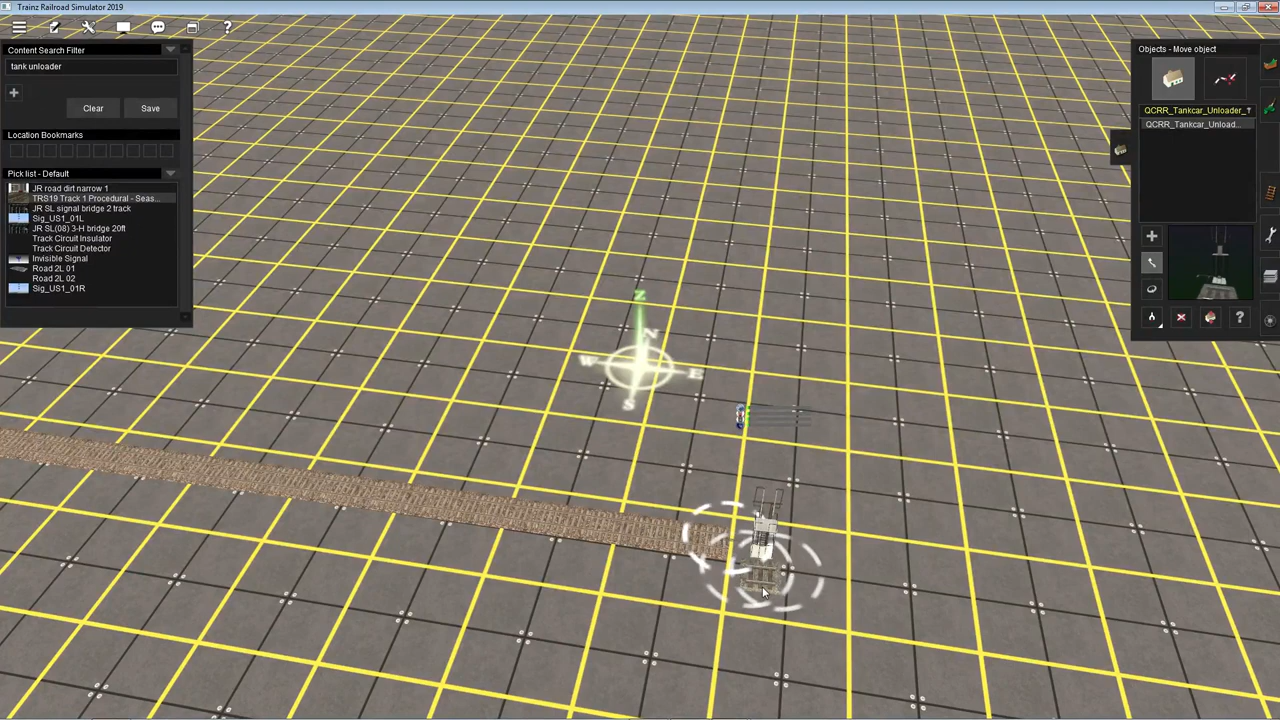 Trainz Railroad Simulator 2019
Content Search Filter
tank unloader
Clear
Save
Location Bookmarks
Pick list - Default
JR road dirt narrow 1
TRS19 Track 1 Procedural - Seas...
JR SL signal bridge 2 track
Sig_US1_01L
JR SL(08) 3-H bridge 20ft
Track Circuit Insulator
Track Circuit Detector
Invisible Signal
Road 2L 01
Road 2L 02
Sig_US1_01R
Z
N
W
E
S
Objects - Move object
QCRR_Tankcar_Unloader_
QCRR_Tankcar_Unload...